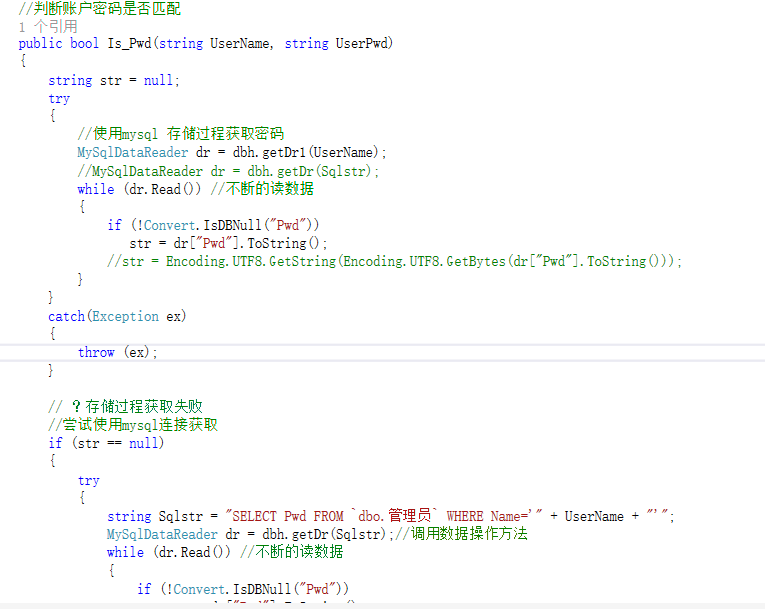 //判断账户密码是否匹配
1 个引用
public bool Is_Pwd(string UserName, string UserPwd)
{
string str = null;
try
{
//使用mysql 存储过程获取密码
MySqlDataReader dr = dbh.getDr1(UserName);
//MySqlDataReader dr = dbh.getDr(Sqlstr);
while (dr.Read()) //不断的读数据
{
if (!Convert.IsDBNull("Pwd"))
str = dr["Pwd"].ToString();
//str = Encoding.UTF8.GetString(Encoding.UTF8.GetBytes(dr["Pwd"].ToString()));
}
}
catch(Exception ex)
{
throw (ex);
}
// ？存储过程获取失败
//尝试使用mysql连接获取
if (str == null)
{
try
{
string Sqlstr = "SELECT Pwd FROM `dbo.管理员` WHERE Name='" + UserName + "'";
MySqlDataReader dr = dbh.getDr(Sqlstr);//调用数据操作方法
while (dr.Read()) //不断的读数据
{
if (!Convert.IsDBNull("Pwd"))